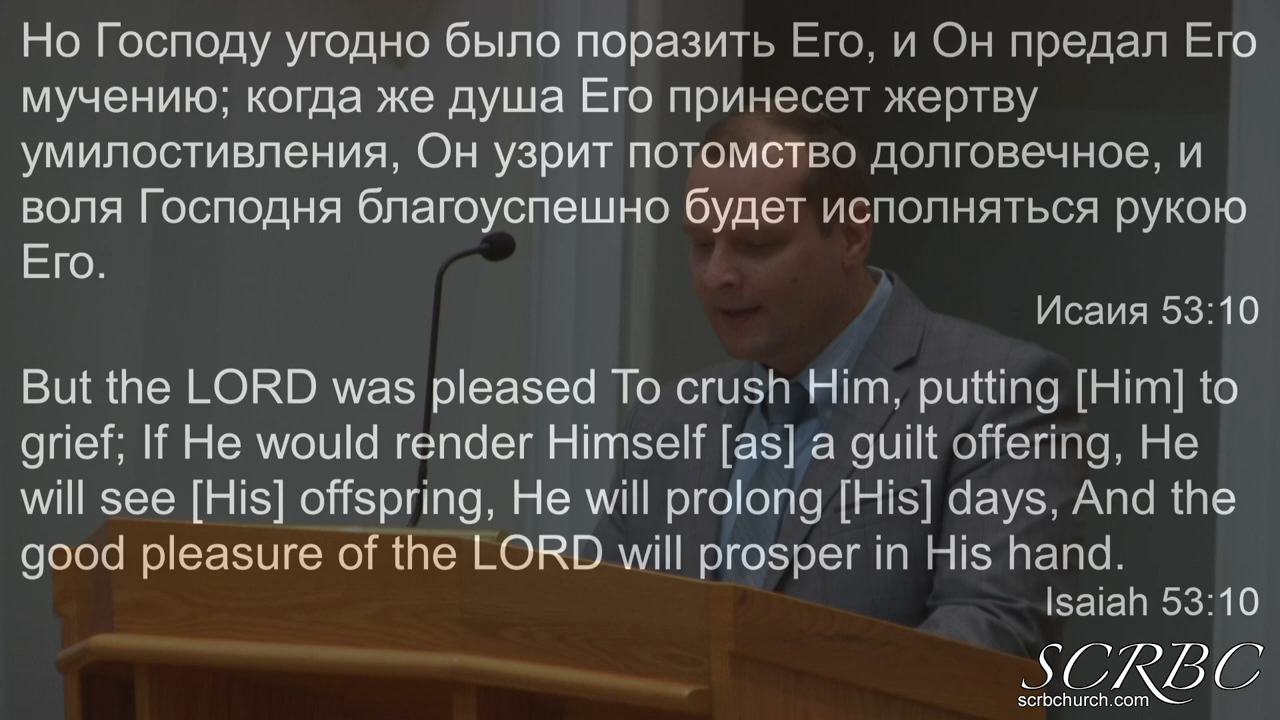 Но Господу угодно было поразить Его, и Он предал Его
мучению; когда же душа Его принесет жертву
умилостивления, Он узрит потомство долговечное, и
воля Господня благоуспешно будет исполняться рукою
Его.
Исаия 53:10
But the LORD was pleased To crush Him, putting [Him] to
grief; If He would render Himself [as] a guilt offering, He
will see [His] offspring, He will prolong [His] days, And the
good pleasure of the LORD will prosper in His hand.
Isaiah 53:10
SCRBC
scrbchurch.com